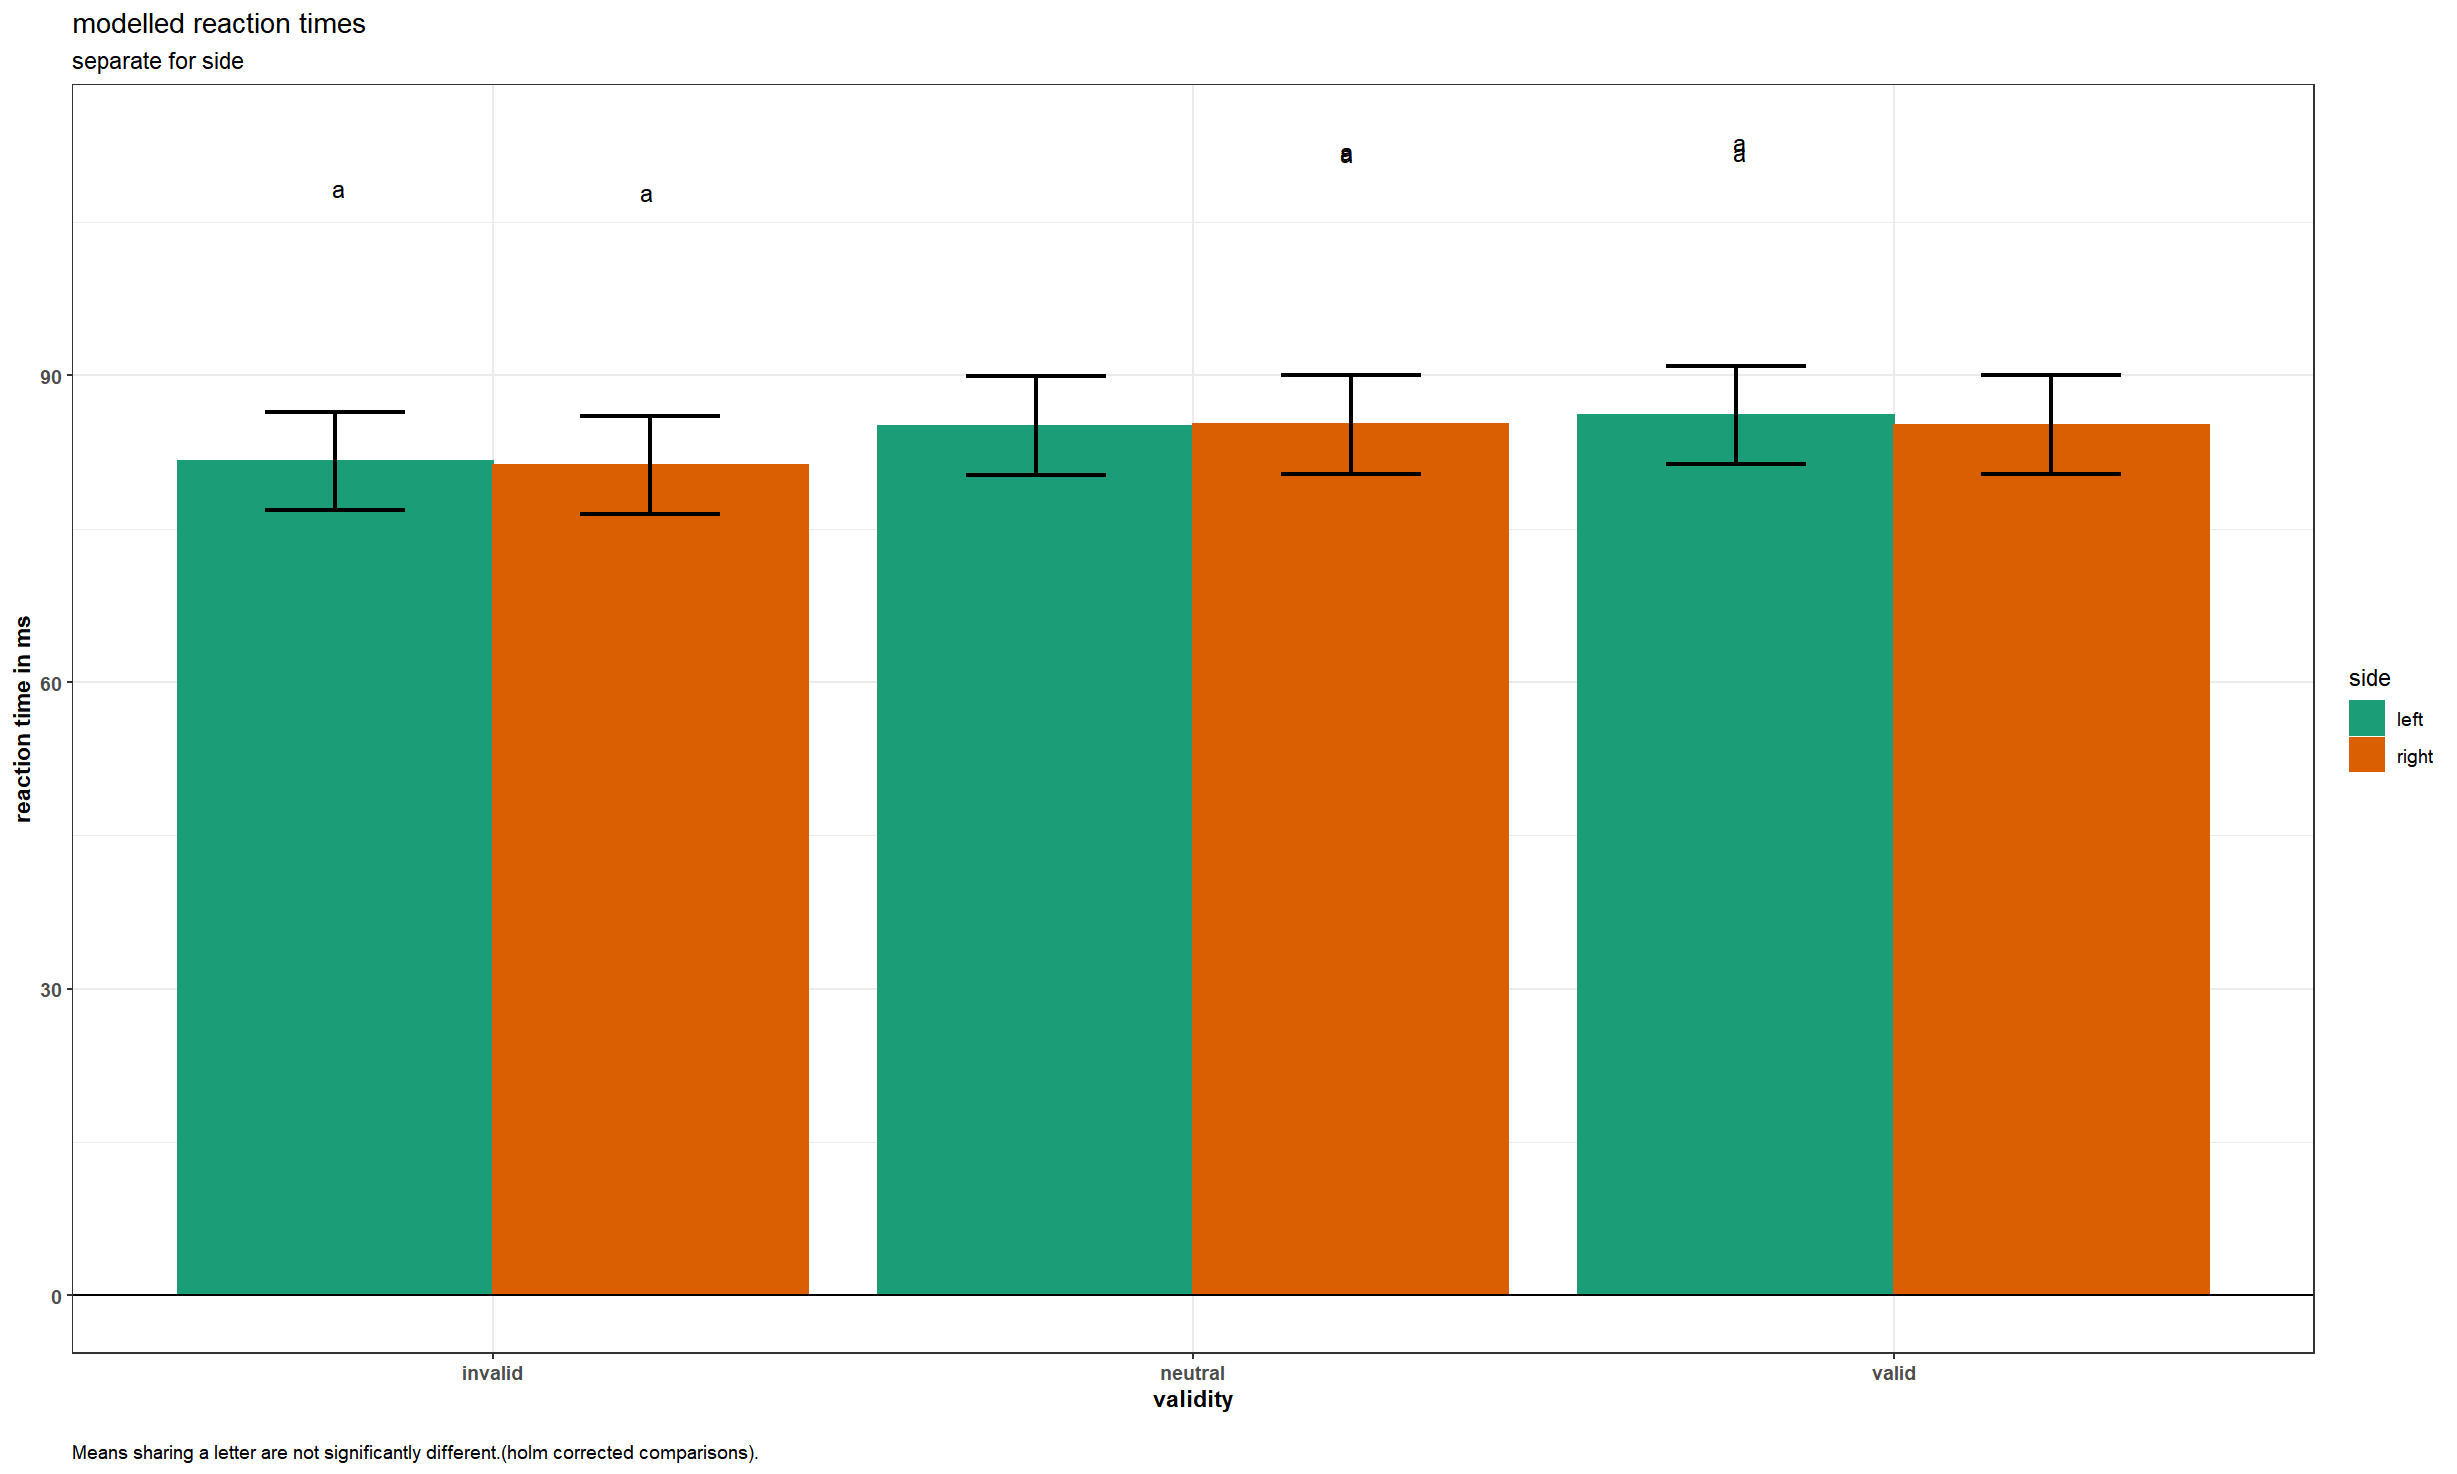 modelled reaction times
separate for side
a
a
a
a
a
a
90
60
30
0
reaction time in ms
invalid
neutral
valid
validity
side
left
right
Means sharing a letter are not significantly different.(holm corrected comparisons).